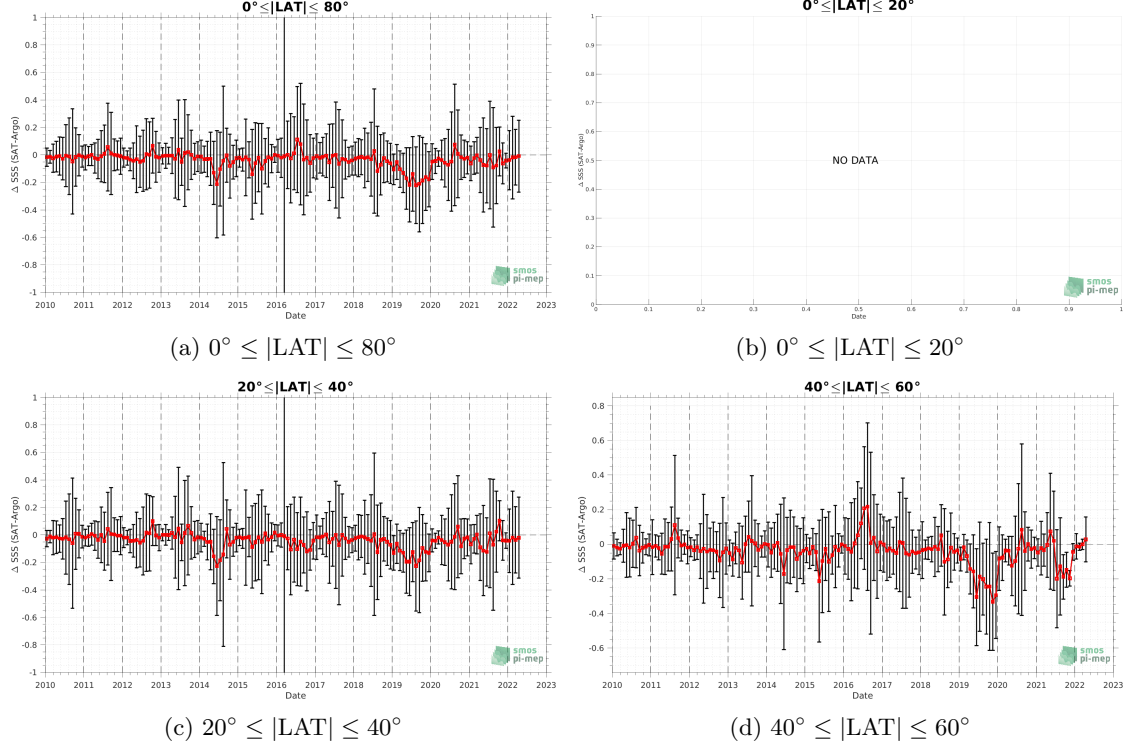 0°≤|LAT|≤ 80°
1
0.8
0.6
0.4
0.2
0
-0.2
-0.4
-0.6
-0.8
-1
Δ SSS (SAT-Argo)
2010 2011 2012 2013 2014 2015 2016 2017 2018 2019 2020 2021 2022 2023
Date
smos
pi-mep
(a) 0° ≤ |LAT| ≤ 80°
0°≤|LAT|≤ 20°
1
0.9
0.8
0.7
0.6
0.5
0.4
0.3
0.2
0.1
0
Δ SSS (SAT-Argo)
NO DATA
0 0.1 0.2 0.3 0.4 0.5 0.6 0.7 0.8 0.9 1
Date
smos
pi-mep
(b) 0° ≤ |LAT| ≤ 20°
20°≤|LAT|≤ 40°
1
0.8
0.6
0.4
0.2
0
-0.2
-0.4
-0.6
-0.8
-1
Δ SSS (SAT-Argo)
2010 2011 2012 2013 2014 2015 2016 2017 2018 2019 2020 2021 2022 2023
Date
smos
pi-mep
(c) 20° ≤ |LAT| ≤ 40°
40°≤|LAT|≤ 60°
0.8
0.6
0.4
0.2
0
-0.2
-0.4
-0.6
Δ SSS (SAT-Argo)
2010 2011 2012 2013 2014 2015 2016 2017 2018 2019 2020 2021 2022 2023
Date
smos
pi-mep
(d) 40° ≤ |LAT| ≤ 60°